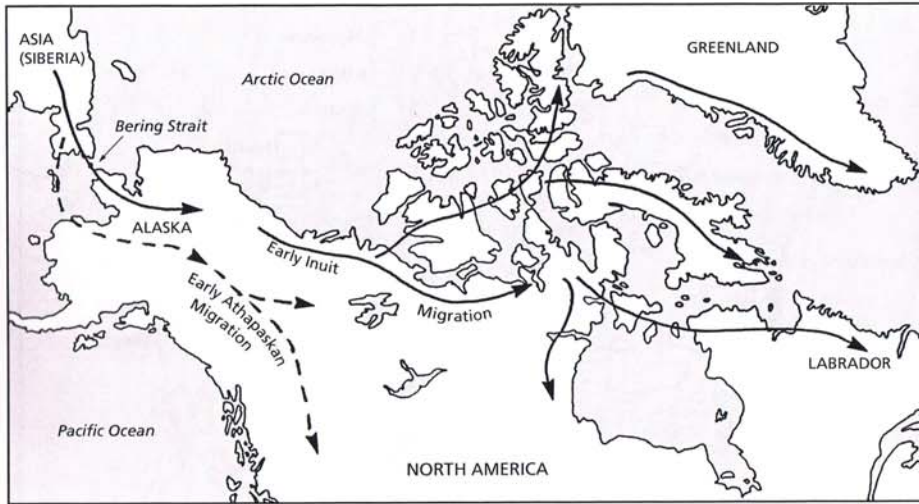 ASIA
(SIBERIA)
GREENLAND
Arctic Ocean
Bering Strait
ALASKA
Early Inuit
Migration
Early Athapaskan
Migration
LABRADOR
Pacific Ocean
NORTH AMERICA